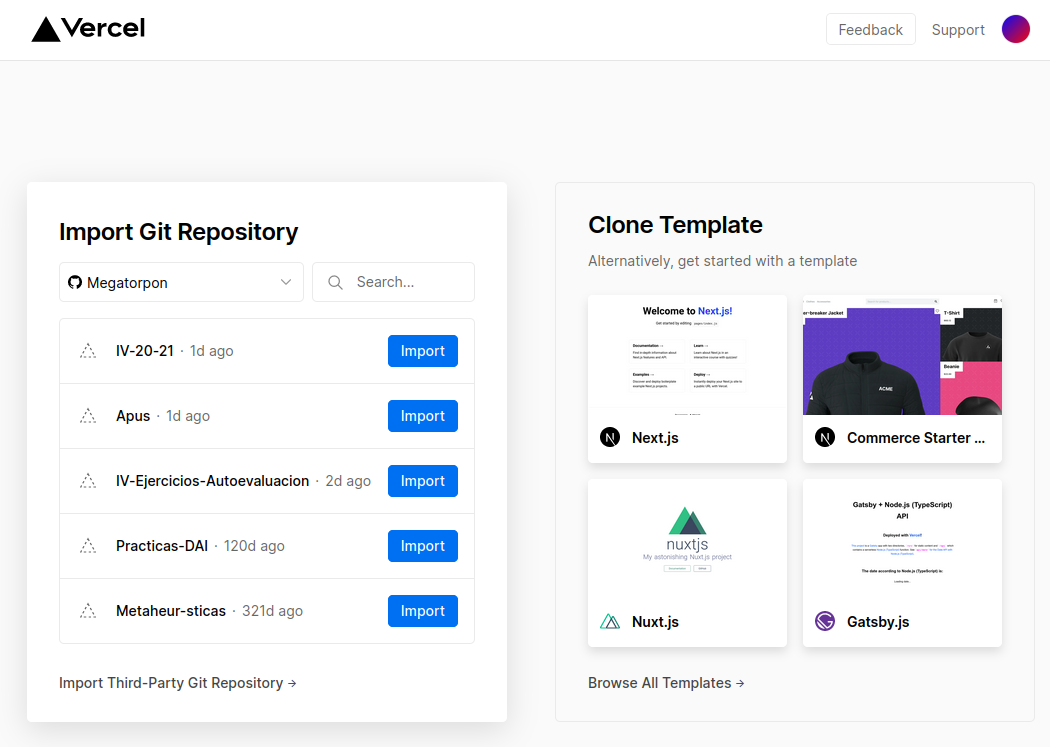 Vercel
Feedback
Support
Import Git Repository
Megatorpon
Search...
IV-20-21 · 1d ago
Import
Apus · 1d ago
Import
IV-Ejercicios-Autoevaluacion · 2d ago
Import
Practicas-DAI · 120d ago
Import
Metaheur-sticas · 321d ago
Import
Import Third-Party Git Repository →
Clone Template
Alternatively, get started with a template
Welcome to Next.js!
Get started by editing pages/index.js
Documentation →
Find in-depth information about
Next.js features and API.
Learn →
Learn about Next.js in an
interactive course with quizzes!
Examples →
Discover and deploy boilerplate
example Next.js projects.
Deploy →
Instantly deploy your Next.js site to
a public URL with Vercel.
Next.js
er-breaker Jacket
T-Shirt
Beanie
ACME
Commerce Starter ...
nuxtjs
My astonishing Nuxt.js project
Nuxt.js
Gatsby + Node.js (TypeScript)
API
Deployed with Vercel!
The date according to Node.js (TypeScript) is:
Loading date...
Gatsby.js
Browse All Templates →